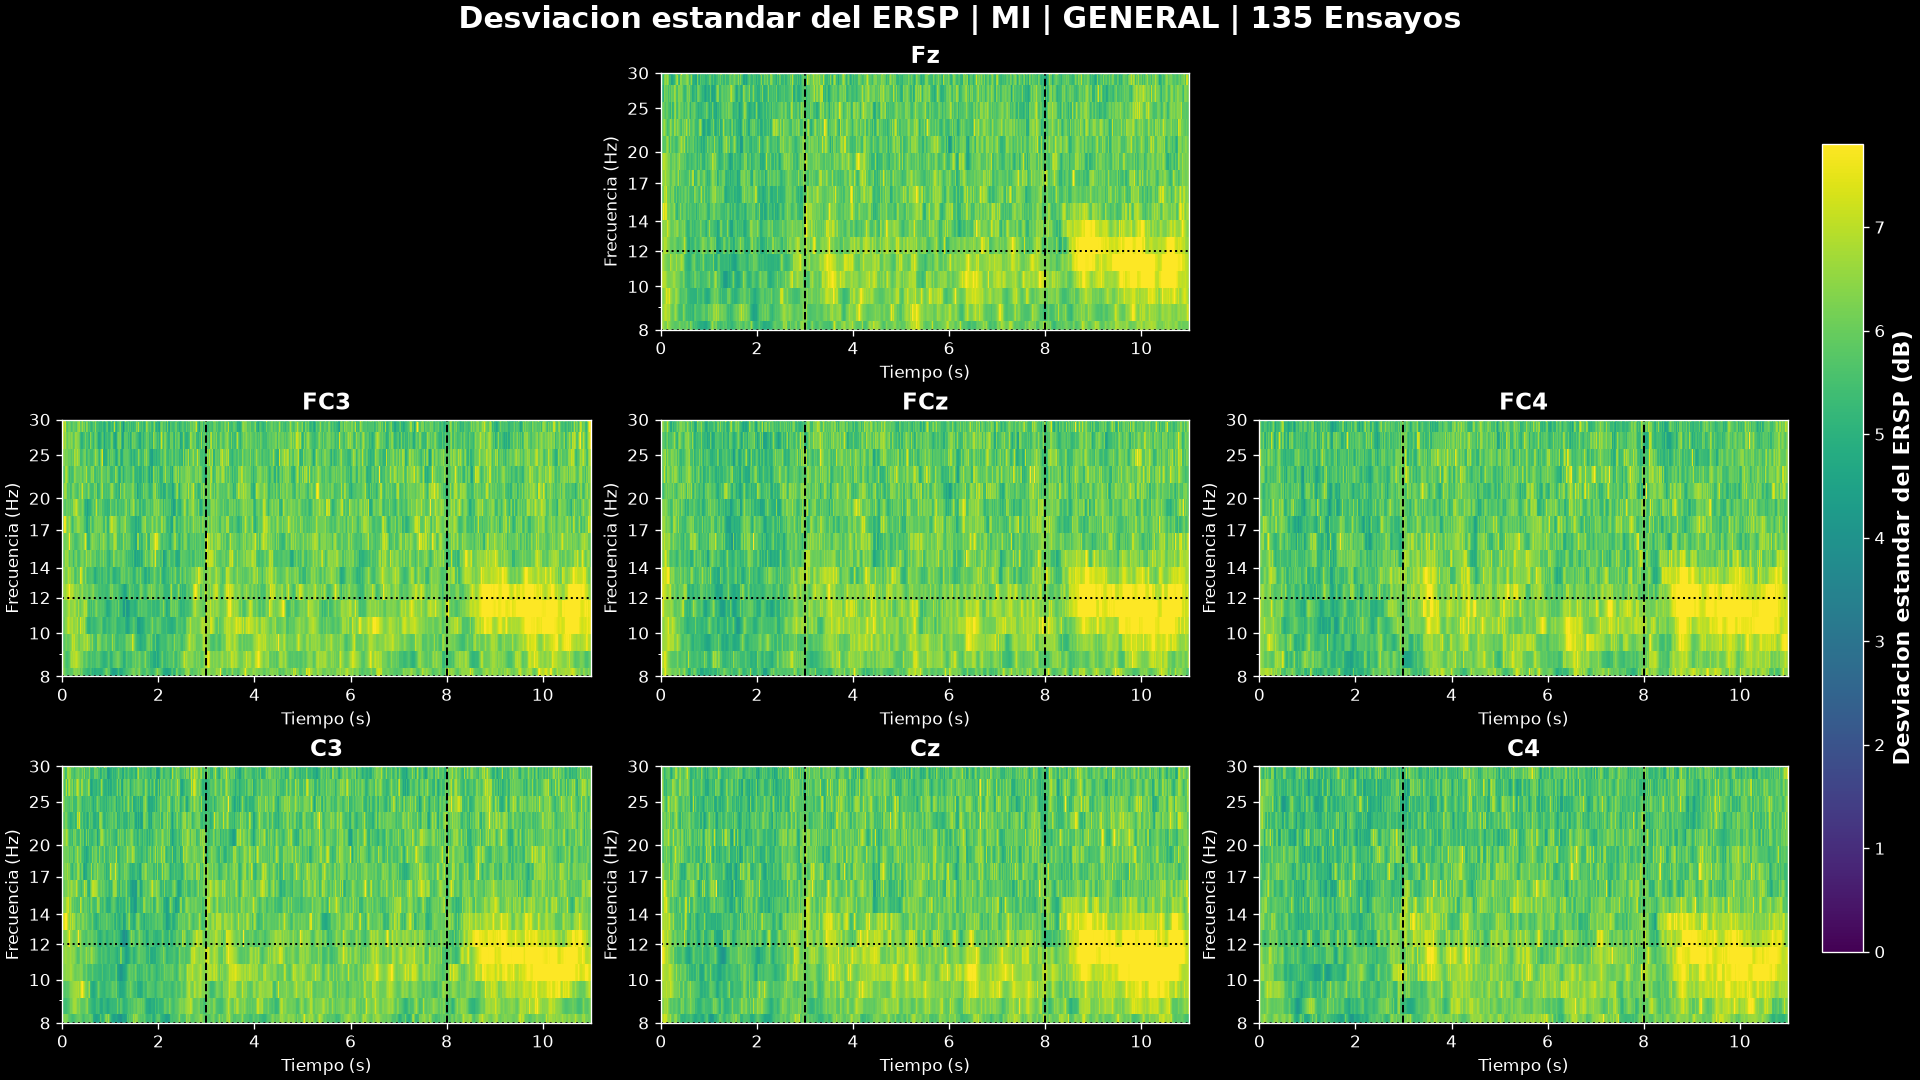 Desviacion estandar del ERSP | MI | GENERAL | 135 Ensayos
Fz
30
25
20
17
14
12
10
8
Frecuencia (Hz)
0 2 4 6 8 10
Tiempo (s)
FC3
30
25
20
17
14
12
10
8
Frecuencia (Hz)
0 2 4 6 8 10
Tiempo (s)
FCz
30
25
20
17
14
12
10
8
Frecuencia (Hz)
0 2 4 6 8 10
Tiempo (s)
FC4
30
25
20
17
14
12
10
8
Frecuencia (Hz)
0 2 4 6 8 10
Tiempo (s)
C3
30
25
20
17
14
12
10
8
Frecuencia (Hz)
0 2 4 6 8 10
Tiempo (s)
Cz
30
25
20
17
14
12
10
8
Frecuencia (Hz)
0 2 4 6 8 10
Tiempo (s)
C4
30
25
20
17
14
12
10
8
Frecuencia (Hz)
0 2 4 6 8 10
Tiempo (s)
7
6
5
4
3
2
1
0
Desviacion estandar del ERSP (dB)